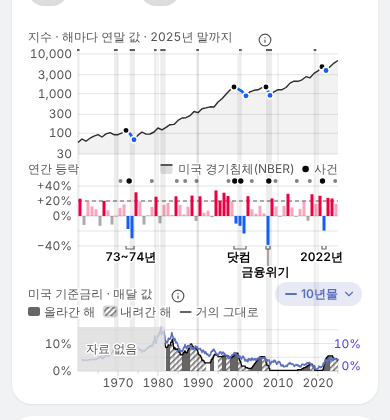 지수 · 해마다 연말 값 · 2025년 말까지
10,000
3,000
1,000
300
100
30
연간 등락
미국 경기침체(NBER) ● 사건
+40%
+20%
0%
−40%
73~74년 닷컴 2022년
금융위기
미국 기준금리 · 매달 값
10년물
올라간 해 내려간 해 거의 그대로
자료 없음
10% 10%
0% 0%
1970 1980 1990 2000 2010 2020